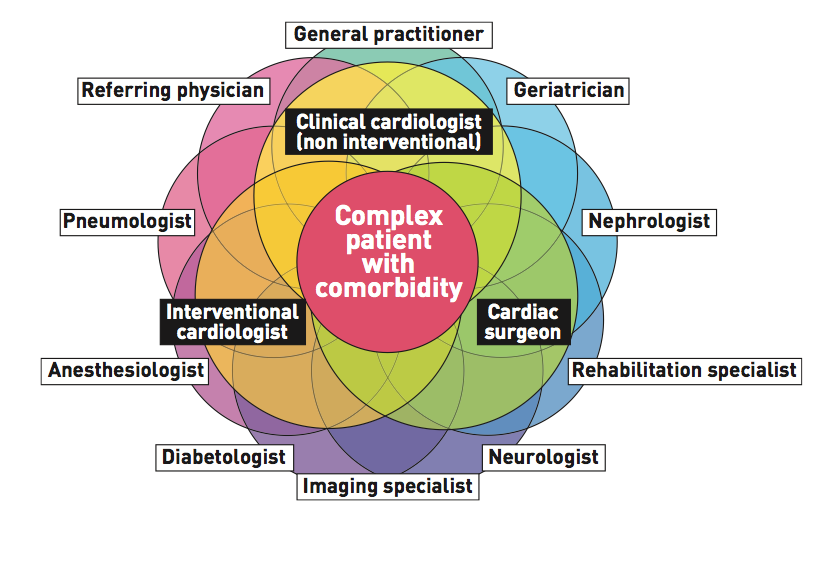 General practitioner
Referring physician
Geriatrician
Clinical cardiologist
(non interventional)
Pneumologist
Complex
patient
with
comorbidity
Nephrologist
Interventional
cardiologist
Cardiac
surgeon
Anesthesiologist
Rehabilitation specialist
Diabetologist
Neurologist
Imaging specialist